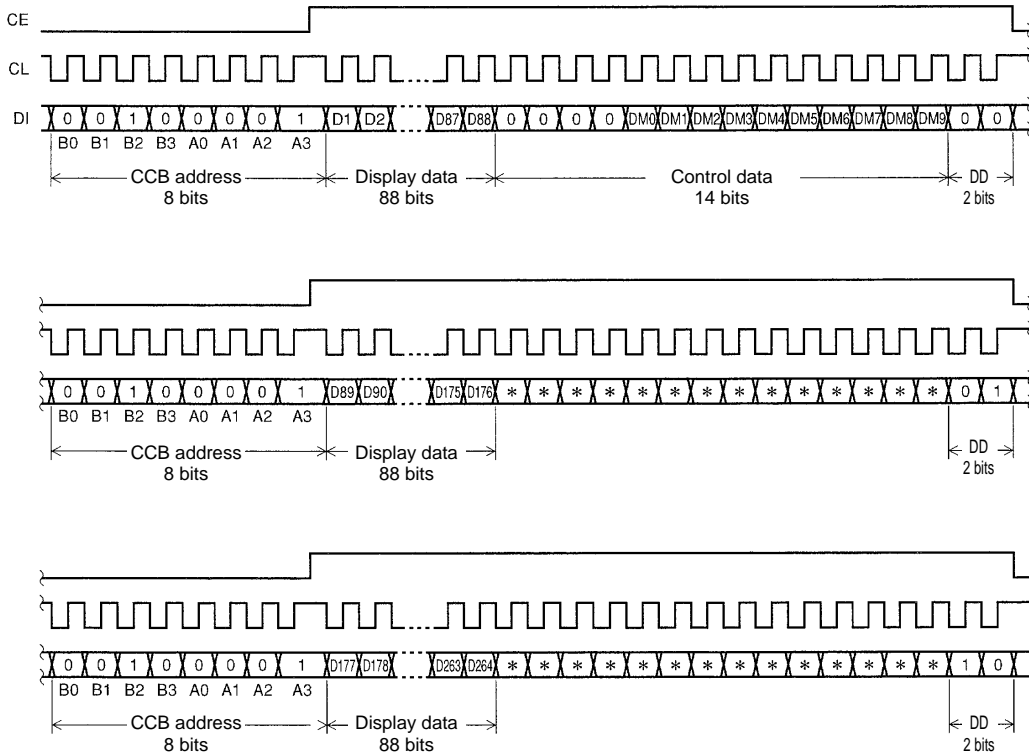 CE
CL
DI 0 0 1 0 0 0 0 1 D1 D2 D87 D88 0 0 0 0 DM0 DM1 DM2 DM3 DM4 DM5 DM6 DM7 DM8 DM9 0 0
B0 B1 B2 B3 A0 A1 A2 A3
CCB address Display data Control data DD
8 bits 88 bits 14 bits 2 bits
0 0 1 0 0 0 0 1 D89 D90 D175 D176 * * * * * * * * * * * * * * 0 1
B0 B1 B2 B3 A0 A1 A2 A3
CCB address Display data DD
8 bits 88 bits 2 bits
0 0 1 0 0 0 0 1 D177 D178 D263 D264 * * * * * * * * * * * * * * 1 0
B0 B1 B2 B3 A0 A1 A2 A3
CCB address Display data DD
8 bits 88 bits 2 bits